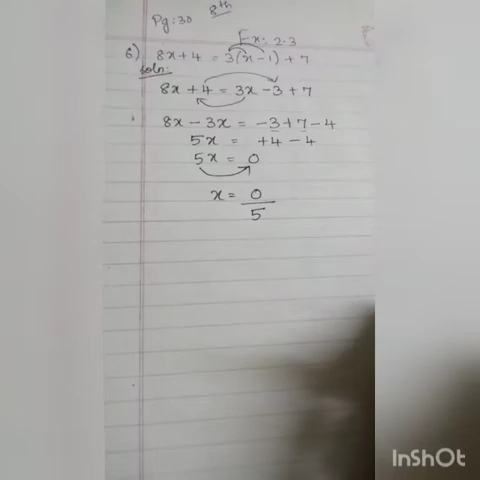 8th
Pg:30
Ex: 2.3
6) 8x+4 = 3(x-1)+7
Soln:
8x+4 = 3x-3+7
8x-3x = -3+7-4
5x = +4-4
5x = 0
x = 0/5
InShOt